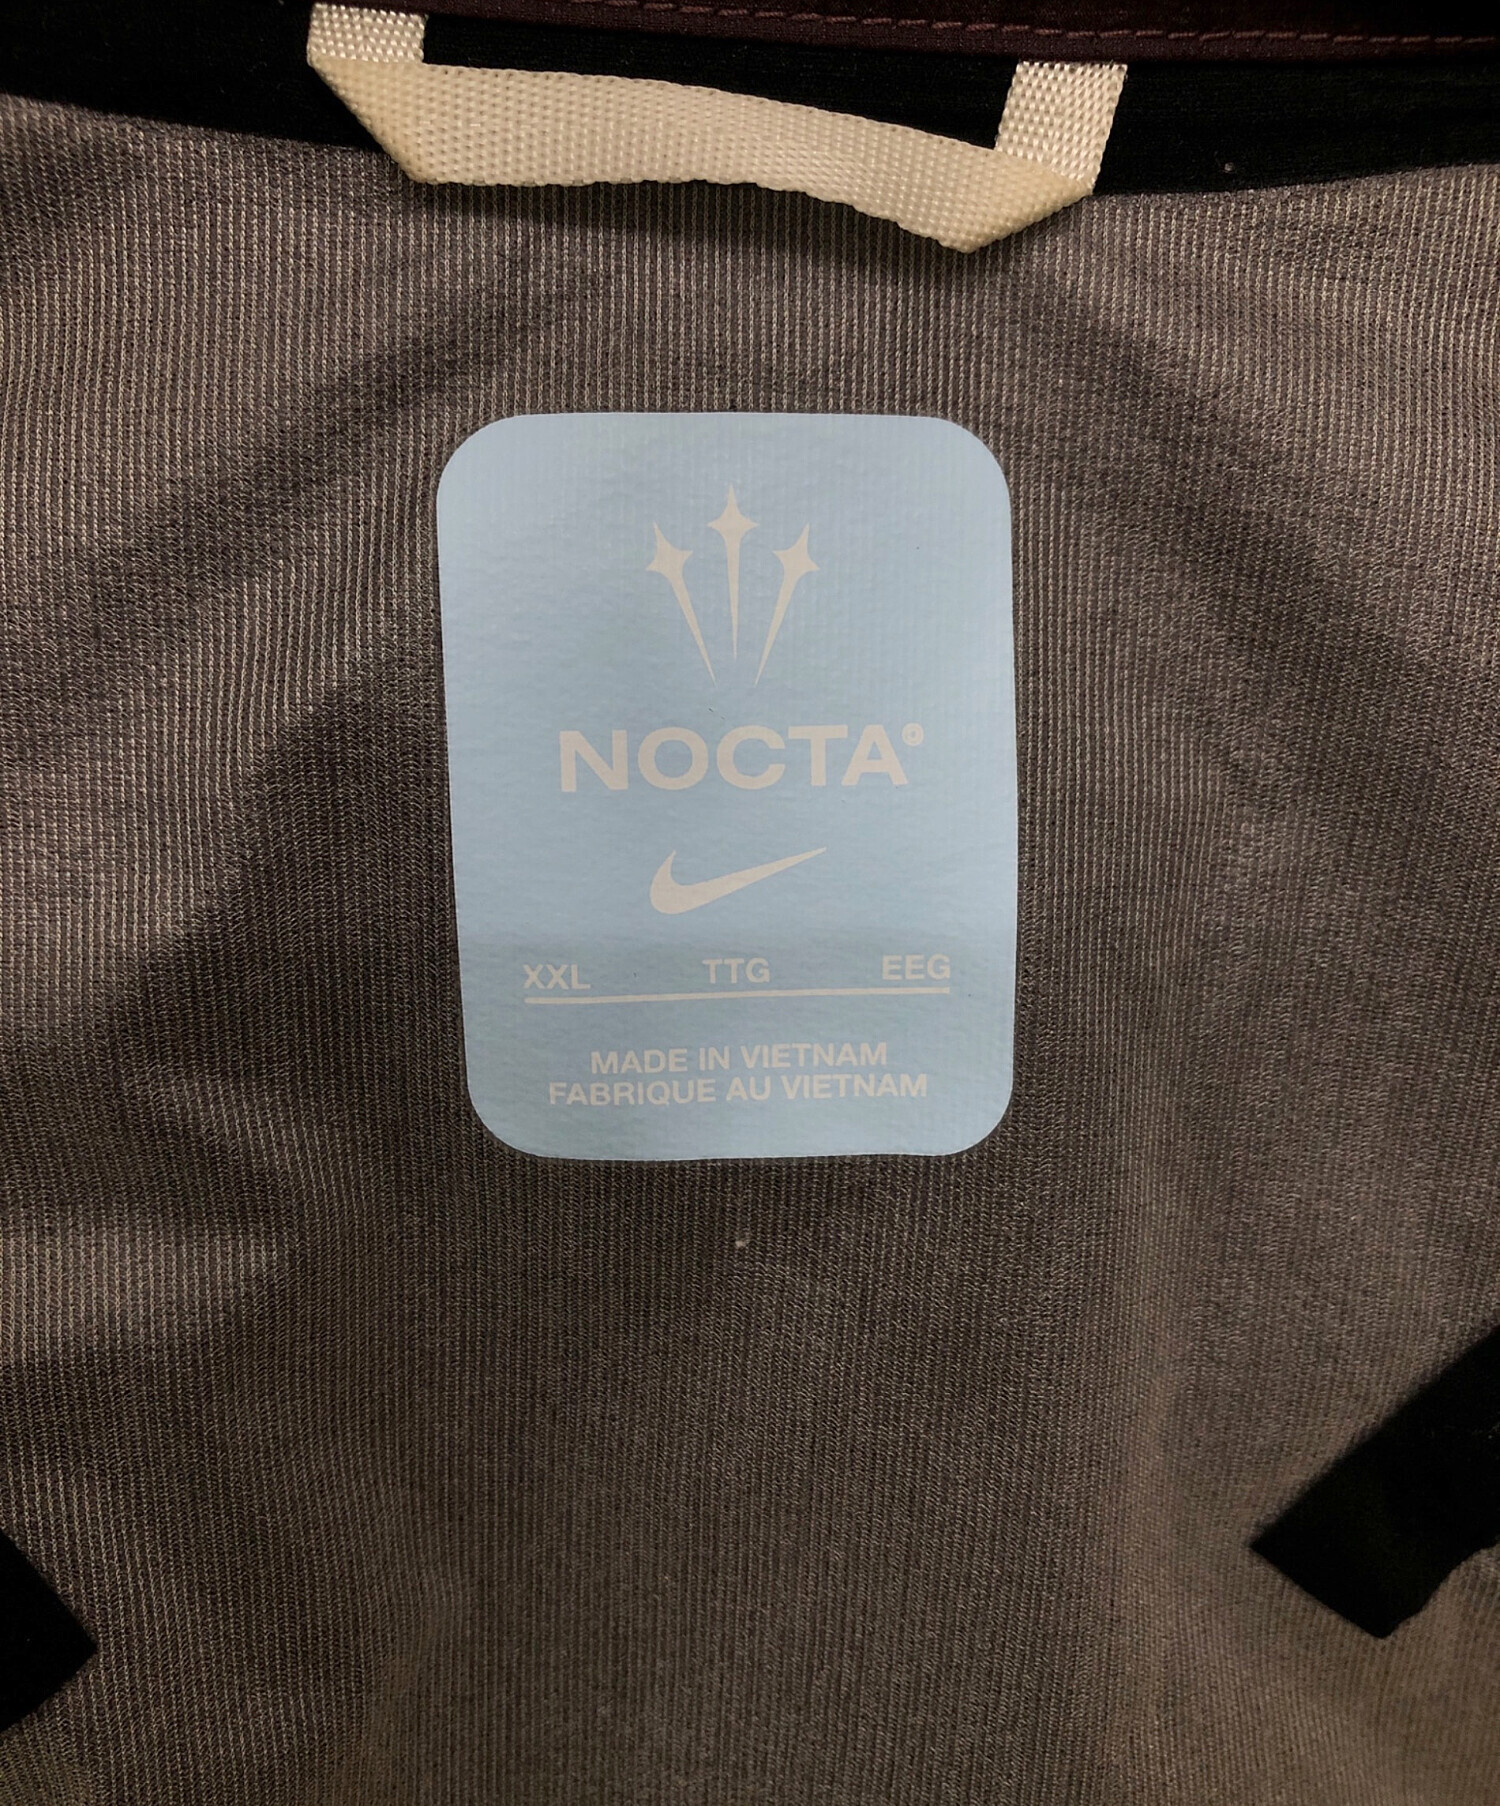 NOCTA®
XXL TTG EEG
MADE IN VIETNAM
FABRIQUE AU VIETNAM